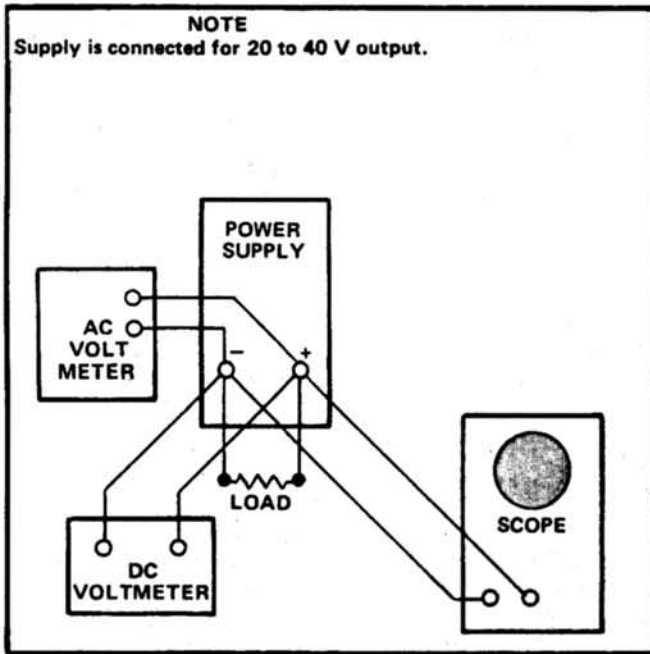 NOTE
Supply is connected for 20 to 40 V output.
POWER
SUPPLY
AC
VOLT
METER
− +
LOAD
SCOPE
DC
VOLTMETER